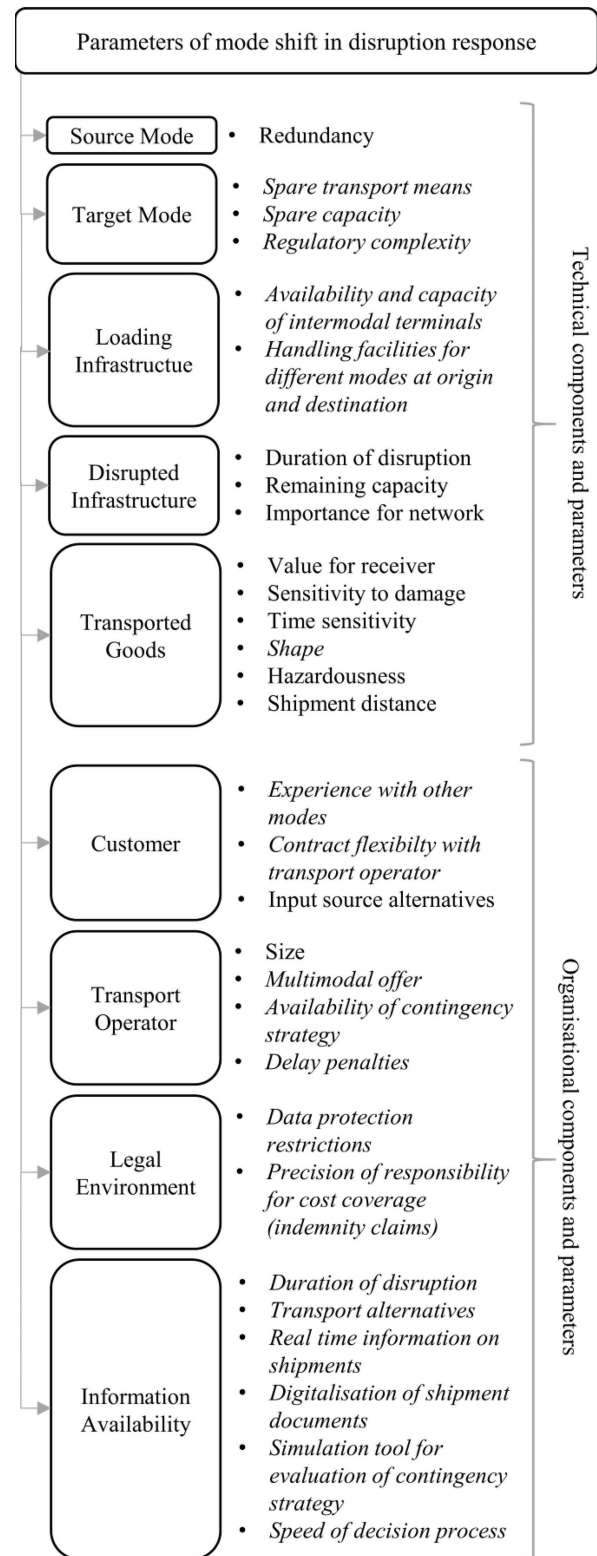 Parameters of mode shift in disruption response
Source Mode
• Redundancy
Target Mode
• Spare transport means
• Spare capacity
• Regulatory complexity
Loading
Infrastructue
• Availability and capacity
of intermodal terminals
• Handling facilities for
different modes at origin
and destination
Disrupted
Infrastructure
• Duration of disruption
• Remaining capacity
• Importance for network
Transported
Goods
• Value for receiver
• Sensitivity to damage
• Time sensitivity
• Shape
• Hazardousness
• Shipment distance
Technical components and parameters
Customer
• Experience with other
modes
• Contract flexibilty with
transport operator
• Input source alternatives
Transport
Operator
• Size
• Multimodal offer
• Availability of contingency
strategy
• Delay penalties
Legal
Environment
• Data protection
restrictions
• Precision of responsibility
for cost coverage
(indemnity claims)
Information
Availability
• Duration of disruption
• Transport alternatives
• Real time information on
shipments
• Digitalisation of shipment
documents
• Simulation tool for
evaluation of contingency
strategy
• Speed of decision process
Organisational components and parameters